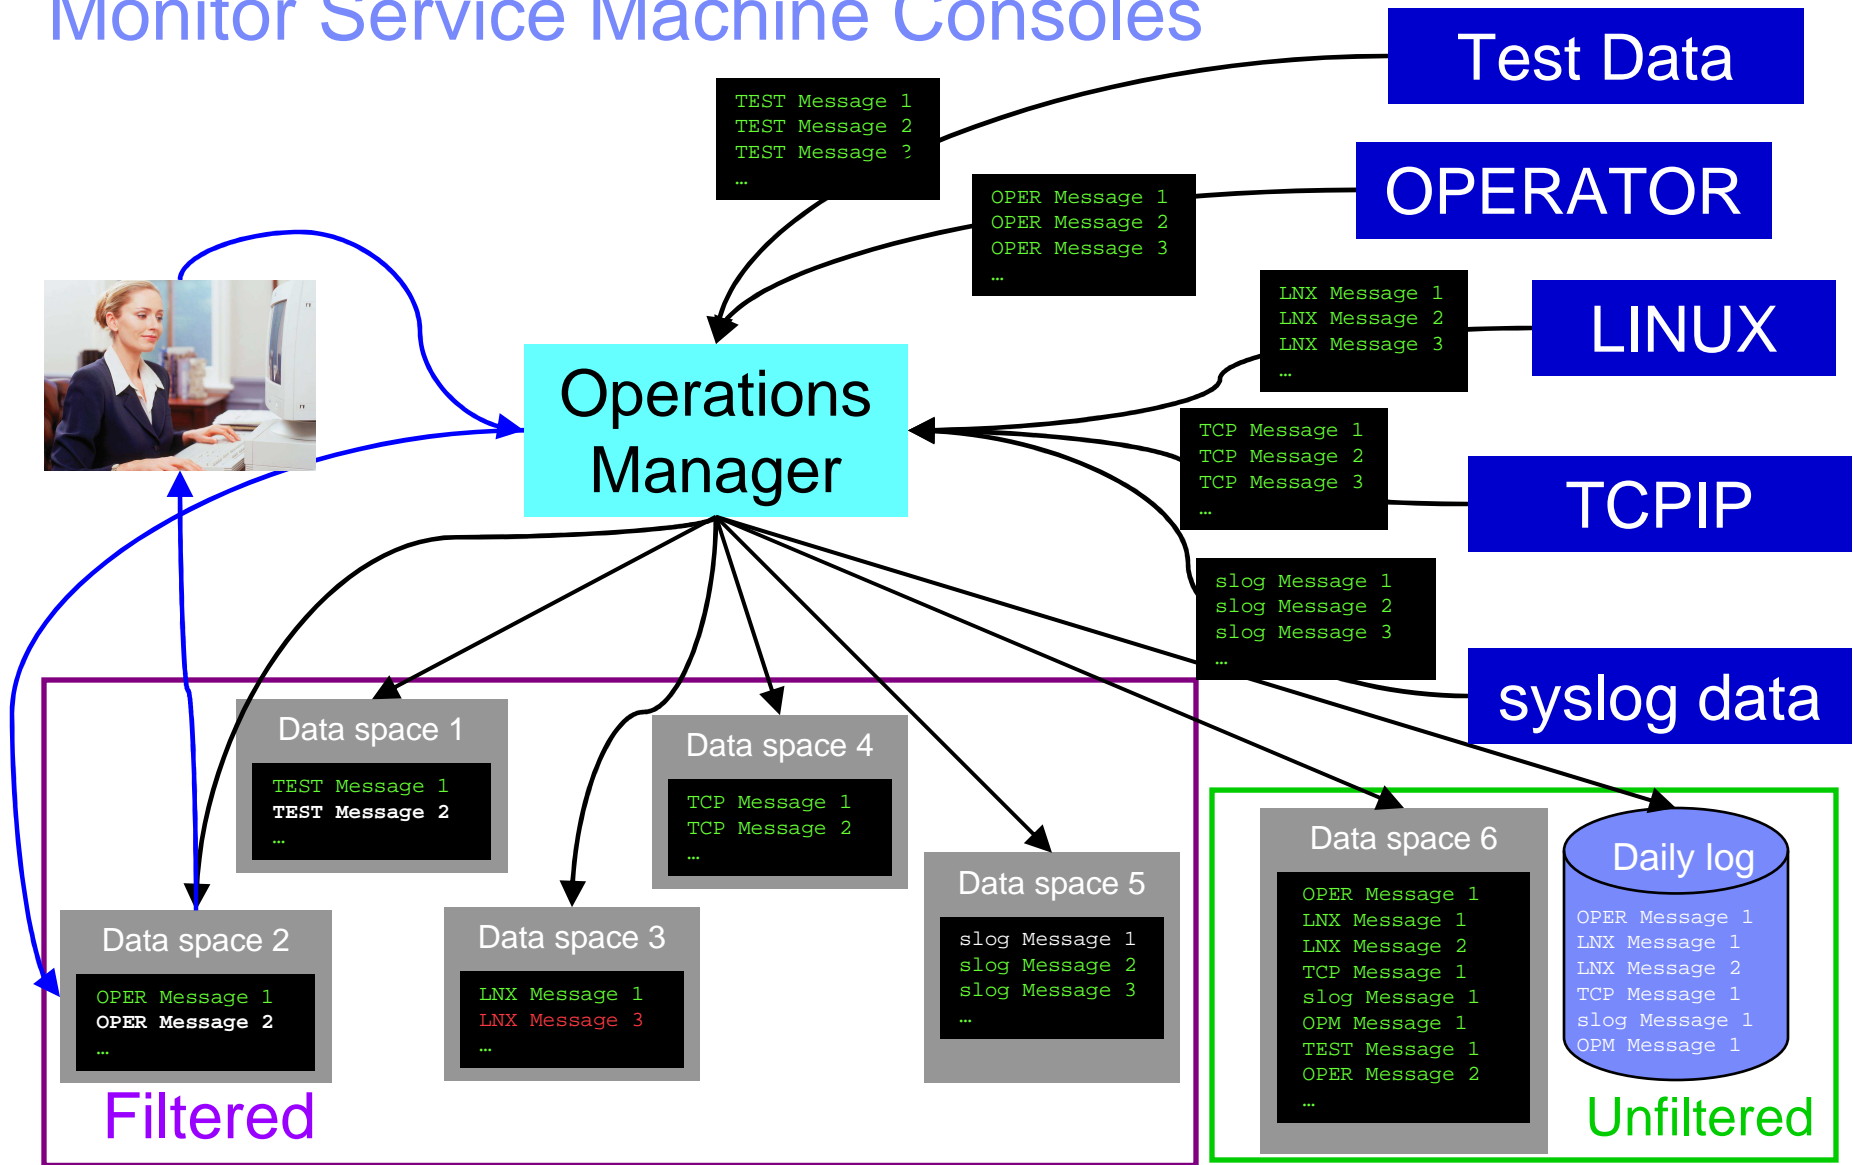 Monitor Service Machine Consoles
Test Data
TEST Message 1
TEST Message 2
TEST Message 3
…
OPERATOR
OPER Message 1
OPER Message 2
OPER Message 3
…
LINUX
LNX Message 1
LNX Message 2
LNX Message 3
…
Operations
Manager
TCPIP
TCP Message 1
TCP Message 2
TCP Message 3
…
syslog data
slog Message 1
slog Message 2
slog Message 3
…
Data space 1
TEST Message 1
TEST Message 2
…
Data space 4
TCP Message 1
TCP Message 2
…
Data space 2
OPER Message 1
OPER Message 2
…
Data space 3
LNX Message 1
LNX Message 3
…
Data space 5
slog Message 1
slog Message 2
slog Message 3
…
Filtered
Data space 6
OPER Message 1
LNX Message 1
LNX Message 2
TCP Message 1
slog Message 1
OPM Message 1
TEST Message 1
OPER Message 2
…
Daily log
OPER Message 1
LNX Message 1
LNX Message 2
TCP Message 1
slog Message 1
OPM Message 1
Unfiltered